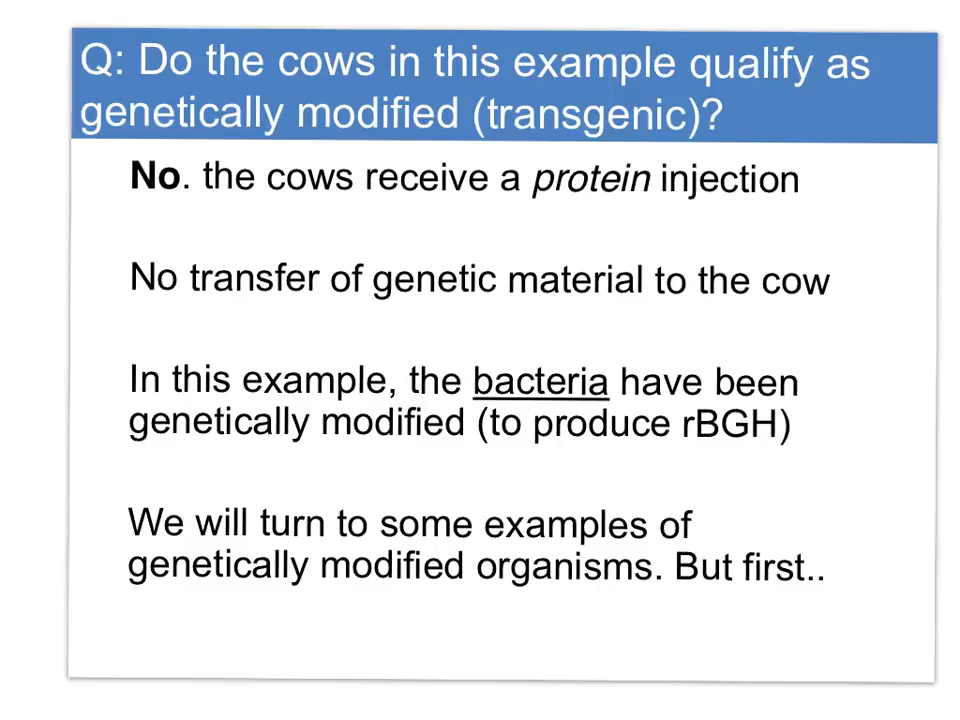 Q: Do the cows in this example qualify as
genetically modified (transgenic)?
No. the cows receive a protein injection
No transfer of genetic material to the cow
In this example, the bacteria have been
genetically modified (to produce rBGH)
We will turn to some examples of
genetically modified organisms. But first..